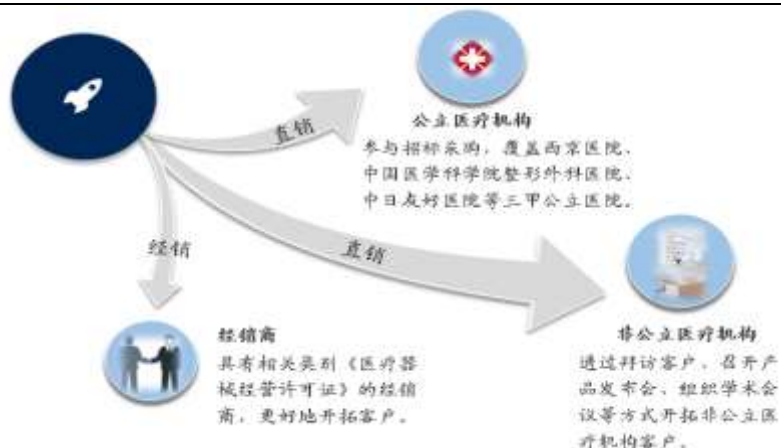 公立医疗机构
直销
参与招标采购，覆盖西京医院、
中国医学科学院整形外科医院、
中日友好医院等三甲公立医院。
经销
直销
经销商
具有相关类别《医疗器
械经营许可证》的经销
商，更好地开拓客户。
非公立医疗机构
通过拜访客户、召开产
品发布会、组织学术会
议等方式开拓非公立医
疗机构客户。